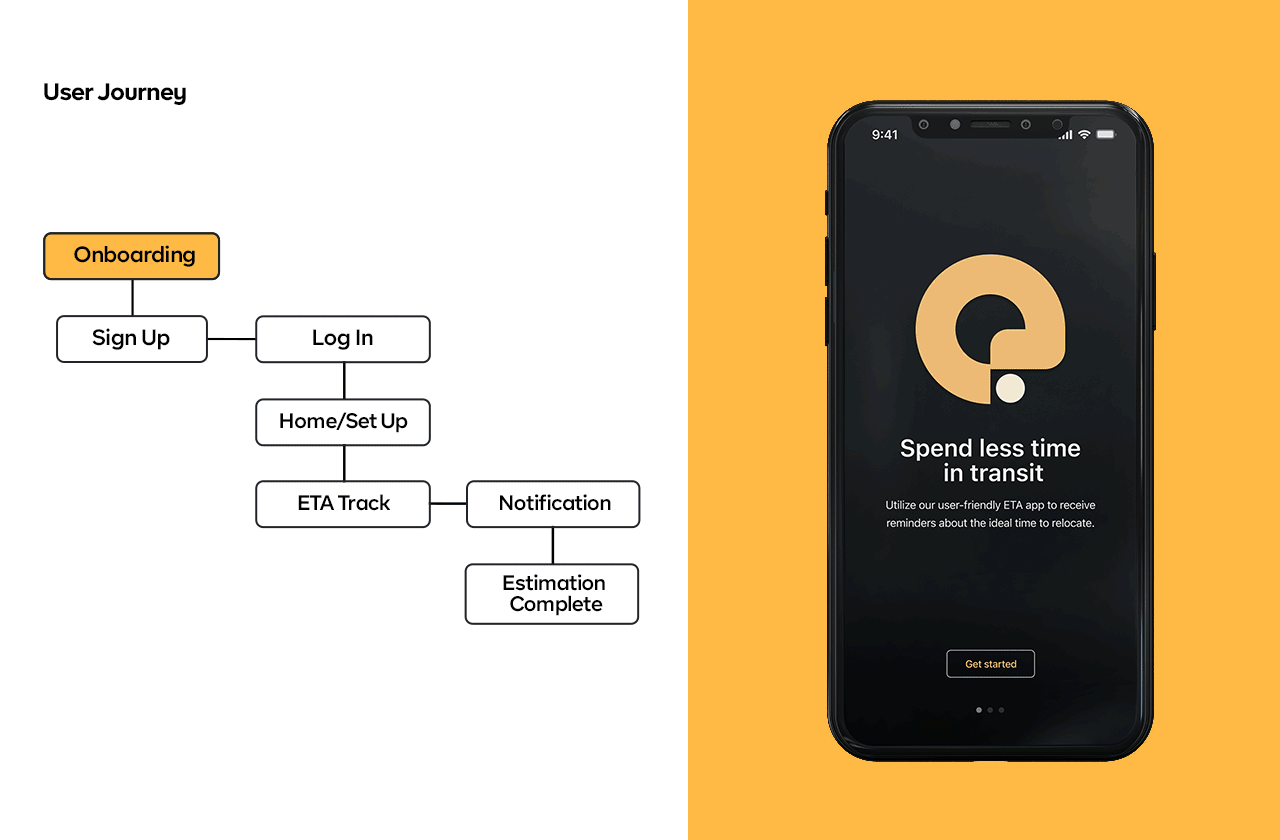 User Journey
Onboarding
Sign Up
Log In
Home/Set Up
ETA Track
Notification
Estimation
Complete
9:41
Spend less time
in transit
Utilize our user-friendly ETA app to receive
reminders about the ideal time to relocate.
Get started